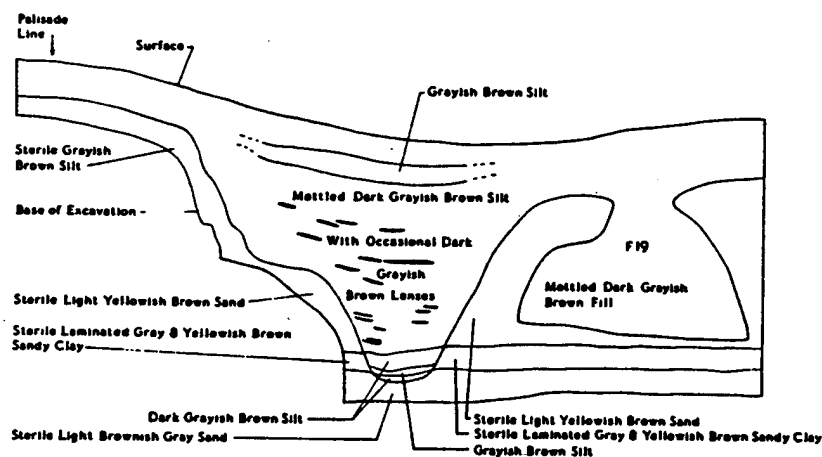 Palisade
Line
Surface
Grayish Brown Silt
Sterile Grayish
Brown Silt
Mottled Dark Grayish Brown Silt
Base of Excavation
With Occasional Dark
F19
Grayish
Mottled Dark Grayish
Brown Fill
Sterile Light Yellowish Brown Sand
Brown Lenses
Sterile Laminated Gray & Yellowish Brown
Sandy Clay
Dark Grayish Brown Silt
Sterile Light Yellowish Brown Sand
Sterile Light Brownish Gray Sand
Sterile Laminated Gray & Yellowish Brown Sandy Clay
Grayish Brown Silt